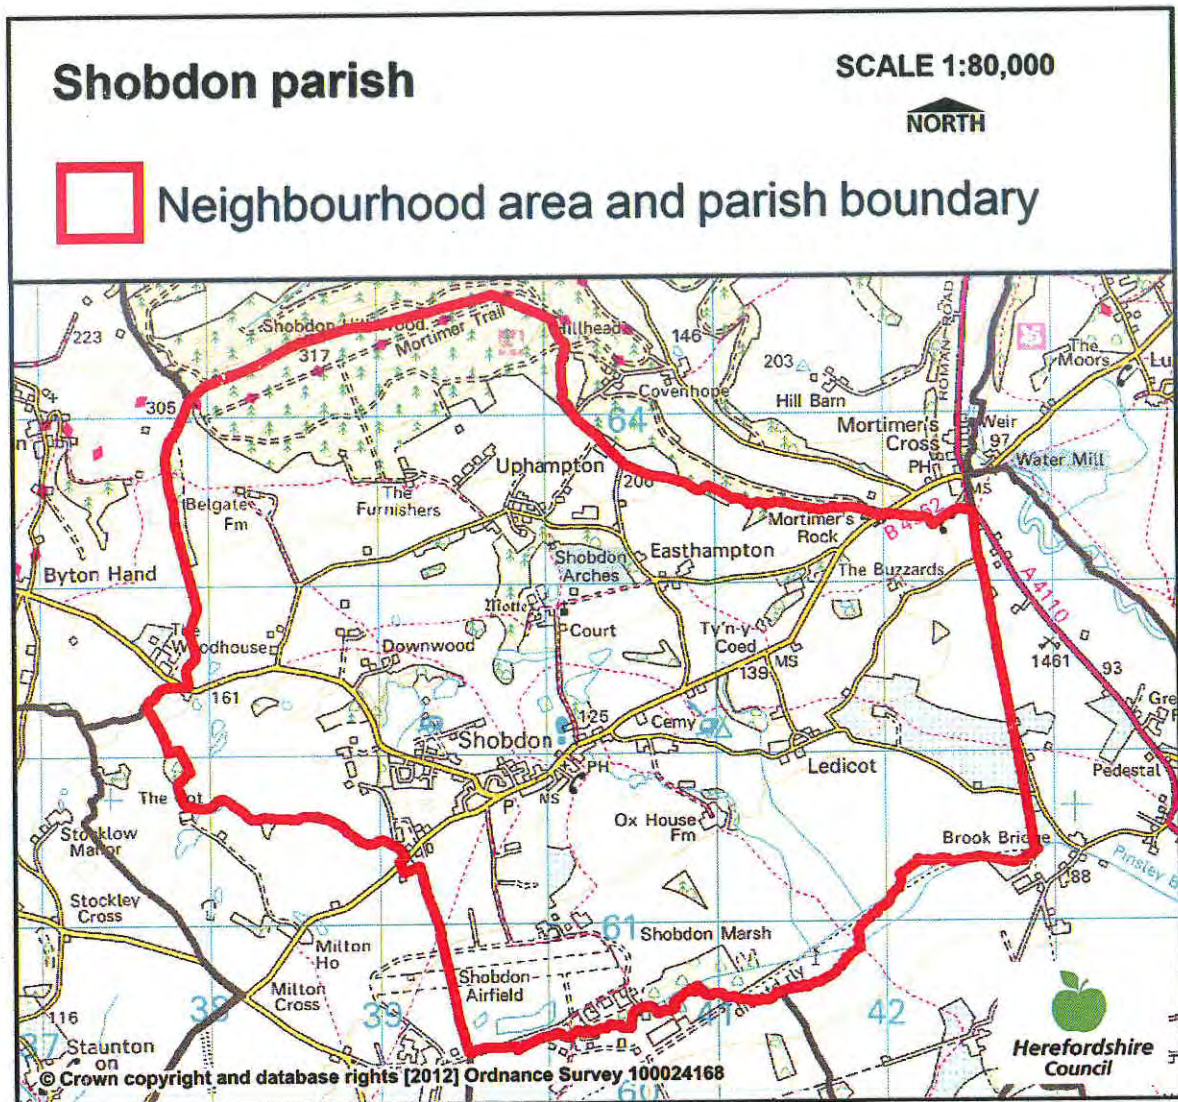 Shobdon parish
SCALE 1:80,000
NORTH
Neighbourhood area and parish boundary
223
317
Mortimer Trail
Hillhead
146
203
Hill Barn
Covenhope
ROMAN ROAD
The
Moors
305
64
Mortimer's
Cross
PH
Weir
97
Water Mill
MS
Uphampton
The
Furnishers
Belgate
Fm
Mortimer's
Rock
Byton Hand
Shobdon
Arches
Easthampton
The Buzzards
A4110
Motte
Court
Downwood
Woodhouse
Ty'n-y-
Coed
MS
139
1461
93
161
125
Cemy
Shobdon
PH
P
MS
Ledicot
Pedestal
Ox House
Fm
Brook Bridge
88
Stocklow
Manor
Stockley
Cross
61
Shobdon Marsh
Milton
Ho
Milton
Cross
Shobdon
Airfield
116
37
38
39
41
42
60
Staunton
on
Herefordshire
Council
© Crown copyright and database rights [2012] Ordnance Survey 100024168